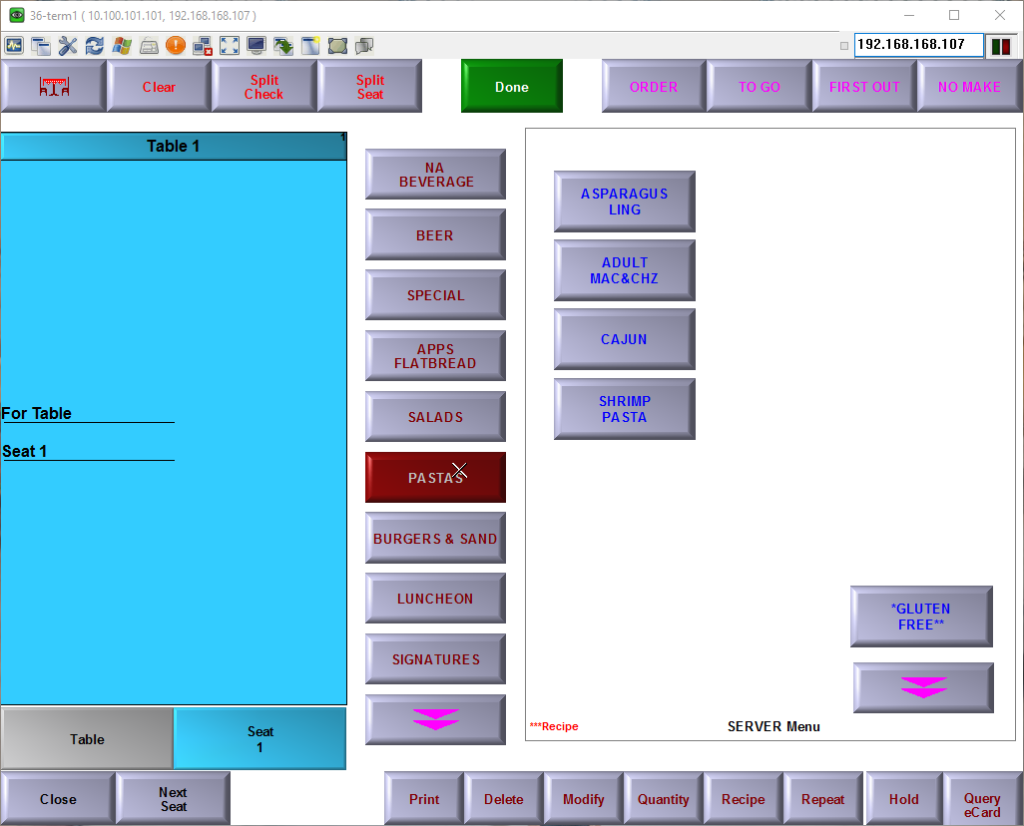 36-term1 ( 10.100.101.101, 192.168.168.107 )
192.168.168.107
Clear
Split
Check
Split
Seat
Done
ORDER
TO GO
FIRST OUT
NO MAKE
Table 1
1
For Table
Seat 1
NA
BEVERAGE
BEER
SPECIAL
APPS
FLATBREAD
SALADS
PASTAS
BURGERS & SAND
LUNCHEON
SIGNATURES
ASPARAGUS
LING
ADULT
MAC&CHZ
CAJUN
SHRIMP
PASTA
*GLUTEN
FREE**
***Recipe
SERVER Menu
Table
Seat
1
Close
Next
Seat
Print
Delete
Modify
Quantity
Recipe
Repeat
Hold
Query
eCard